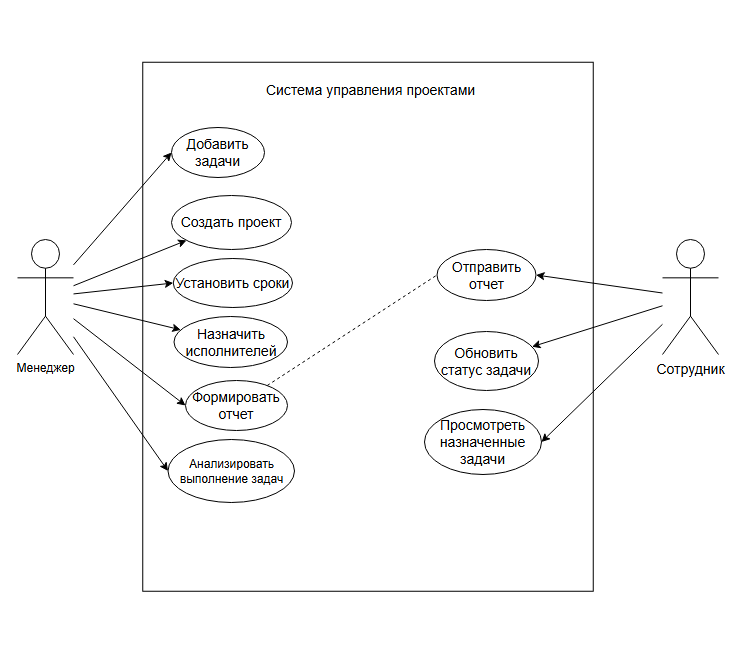 Система управления проектами
Добавить
задачи
Создать проект
Установить сроки
Назначить
исполнителей
Формировать
отчет
Анализировать
выполнение задач
Менеджер
Отправить
отчет
Обновить
статус задачи
Просмотреть
назначенные
задачи
Сотрудник